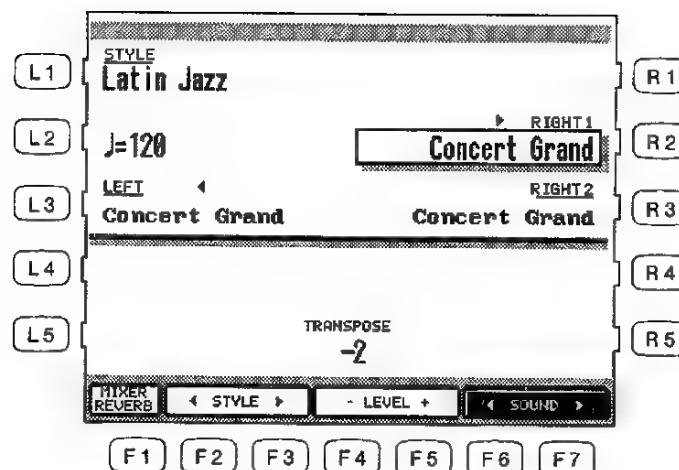 L1 STYLE R1
Latin Jazz
L2 ♩=120 ▶ RIGHT1 R2
Concert Grand
L3 LEFT ◀ RIGHT2 R3
Concert Grand Concert Grand
L4 R4
L5 TRANSPOSE R5
-2
MIXER
REVERB ◀ STYLE ▶ - LEVEL + ◀ SOUND ▶
F1 F2 F3 F4 F5 F6 F7